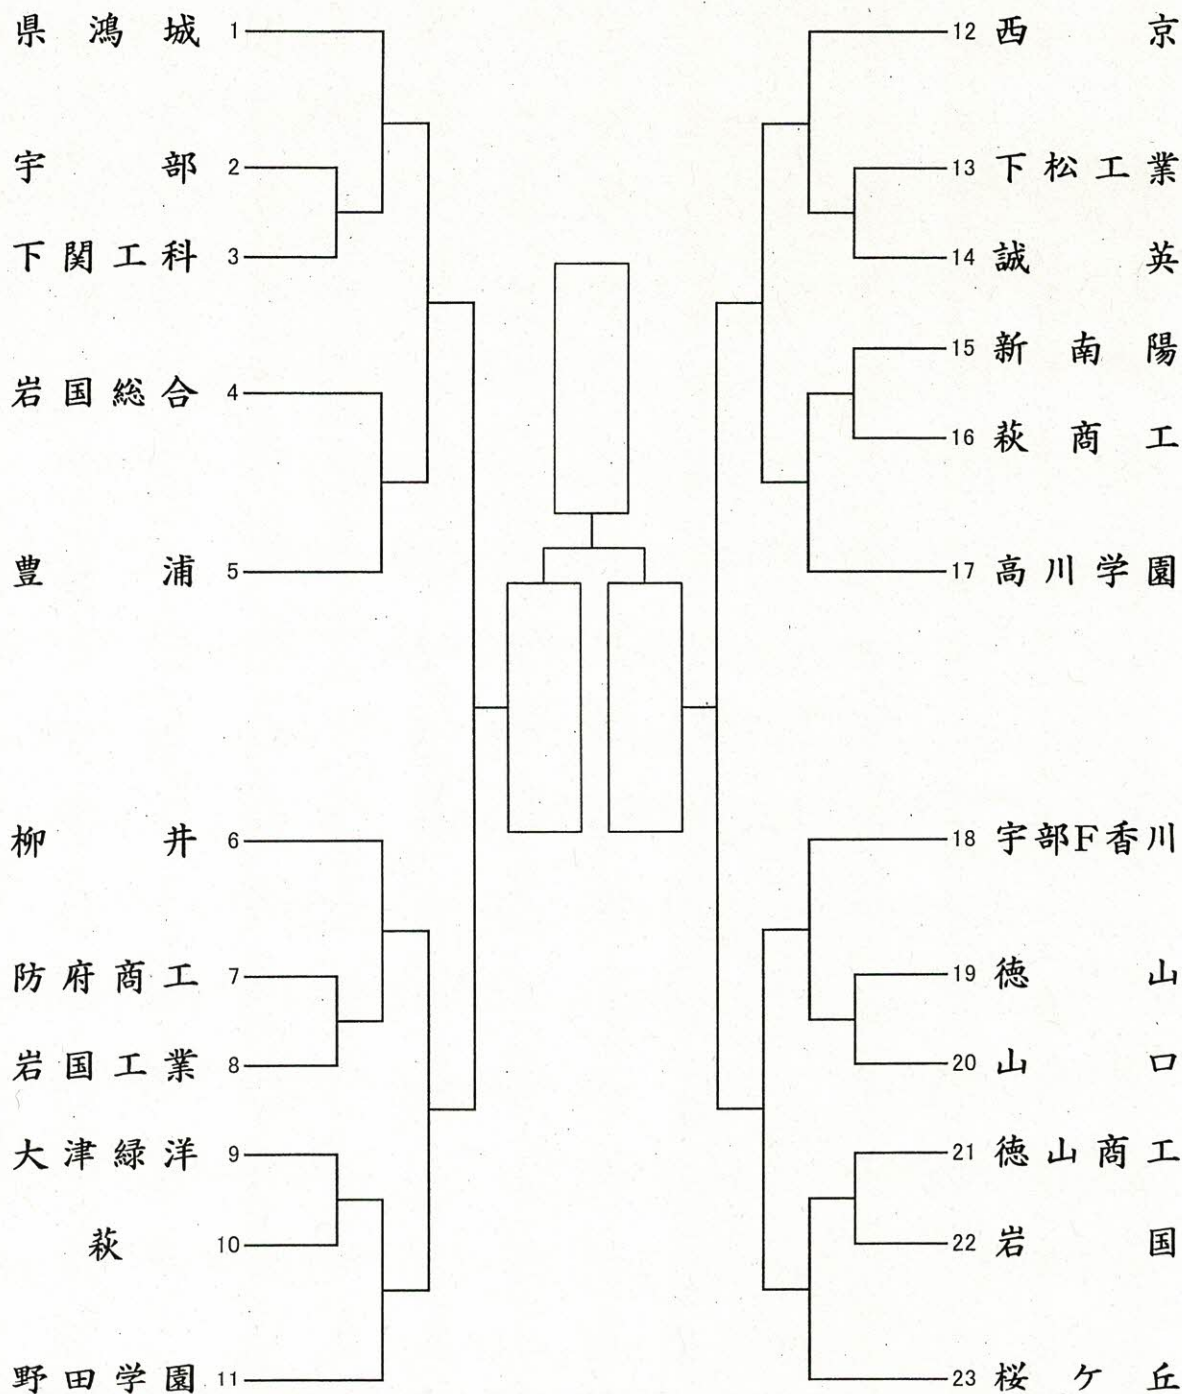 県鴻城 1
宇部 2
下関工科 3
岩国総合 4
豊浦 5
柳井 6
防府商工 7
岩国工業 8
大津緑洋 9
萩 10
野田学園 11
12 西京
13 下松工業
14 誠英
15 新南陽
16 萩商工
17 高川学園
18 宇部F香川
19 徳山
20 山口
21 徳山商工
22 岩国
23 桜ケ丘